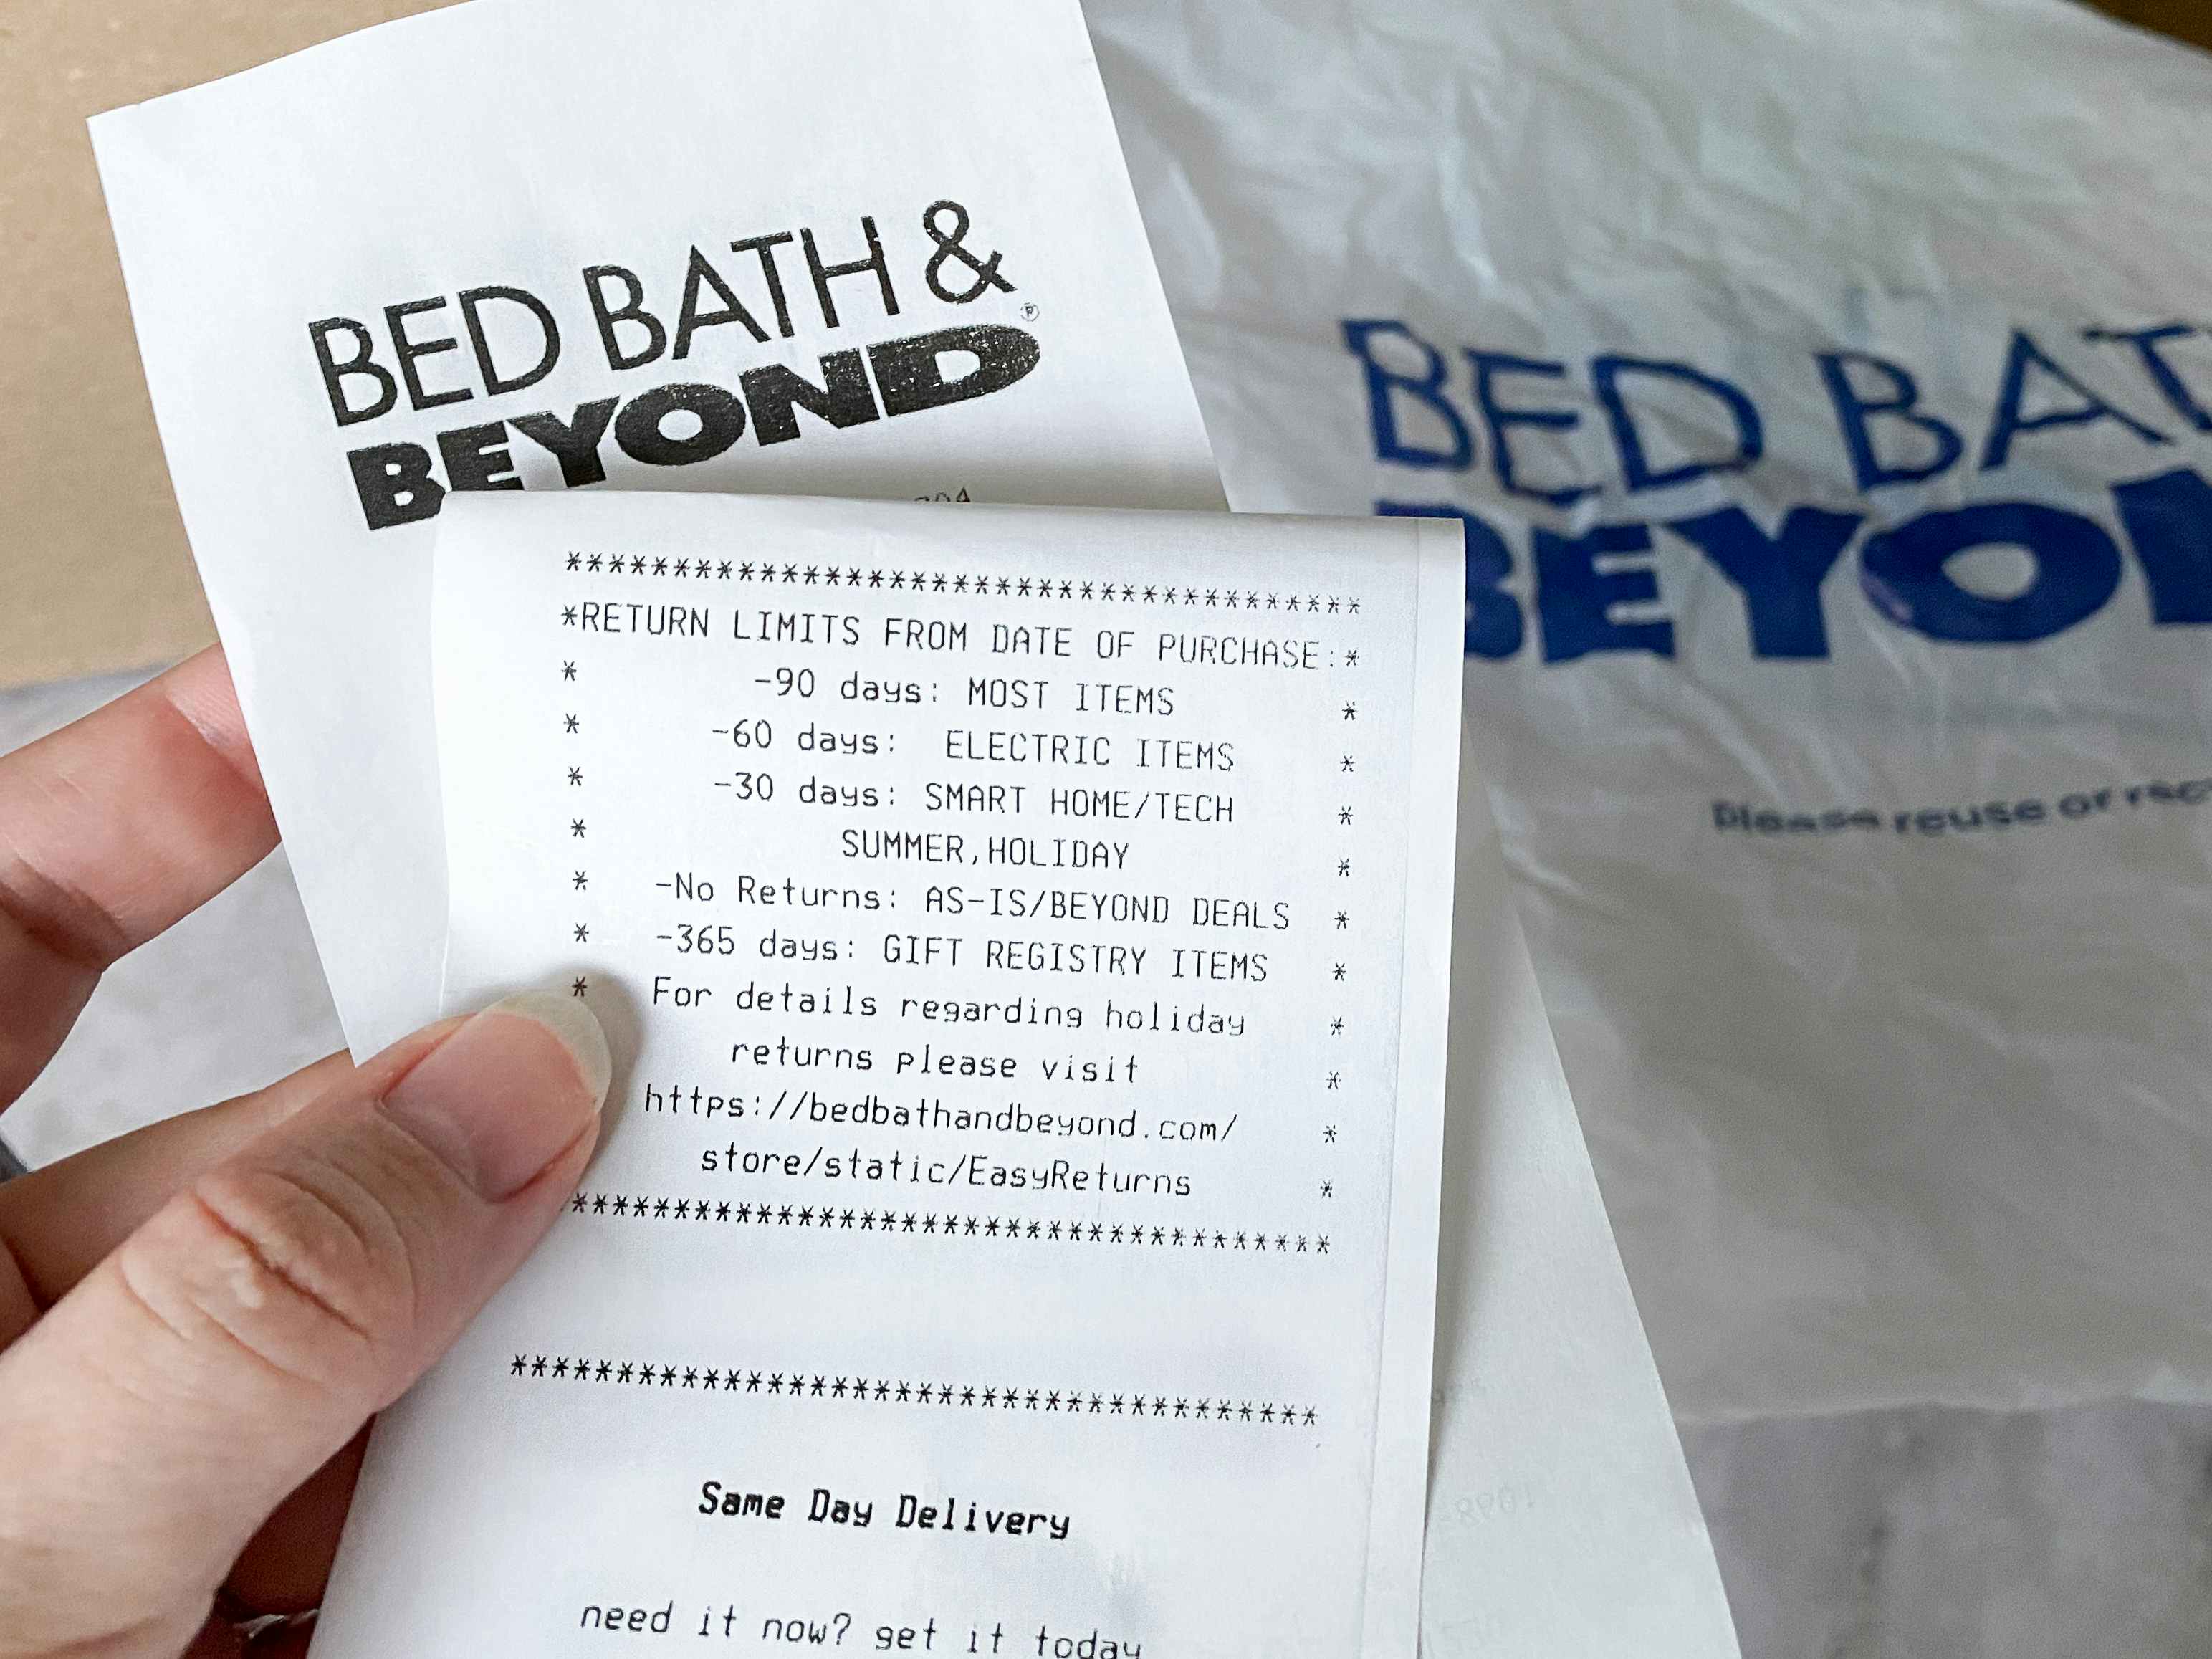 BED BATH &
BEYOND®
***************************************
*RETURN LIMITS FROM DATE OF PURCHASE:*
* -90 days: MOST ITEMS *
* -60 days: ELECTRIC ITEMS *
* -30 days: SMART HOME/TECH *
* SUMMER,HOLIDAY *
* -No Returns: AS-IS/BEYOND DEALS *
* -365 days: GIFT REGISTRY ITEMS *
* For details regarding holiday *
returns please visit *
https://bedbathandbeyond.com/ *
store/static/EasyReturns *
**************************************
**************************************
Same Day Delivery
need it now? get it today
BED BAT
BEYO
Please reuse or